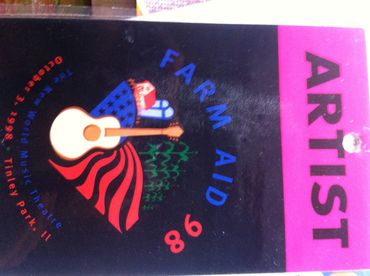 ARTIST
FARM AID 98
The New World Music Theatre
October 3, 1998 • Tinley Park, Il